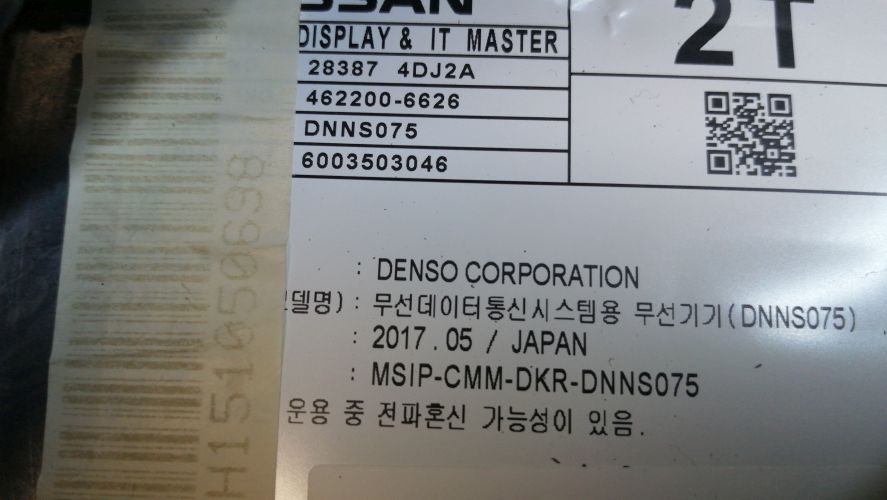 SSAN
2T
DISPLAY & IT MASTER
28387 4DJ2A
462200-6626
DNNS075
6003503046
: DENSO CORPORATION
델명) : 무선데이터통신시스템용 무선기기(DNNS075)
: 2017.05 / JAPAN
: MSIP-CMM-DKR-DNNS075
운용 중 전파혼신 가능성이 있음.
H151050698